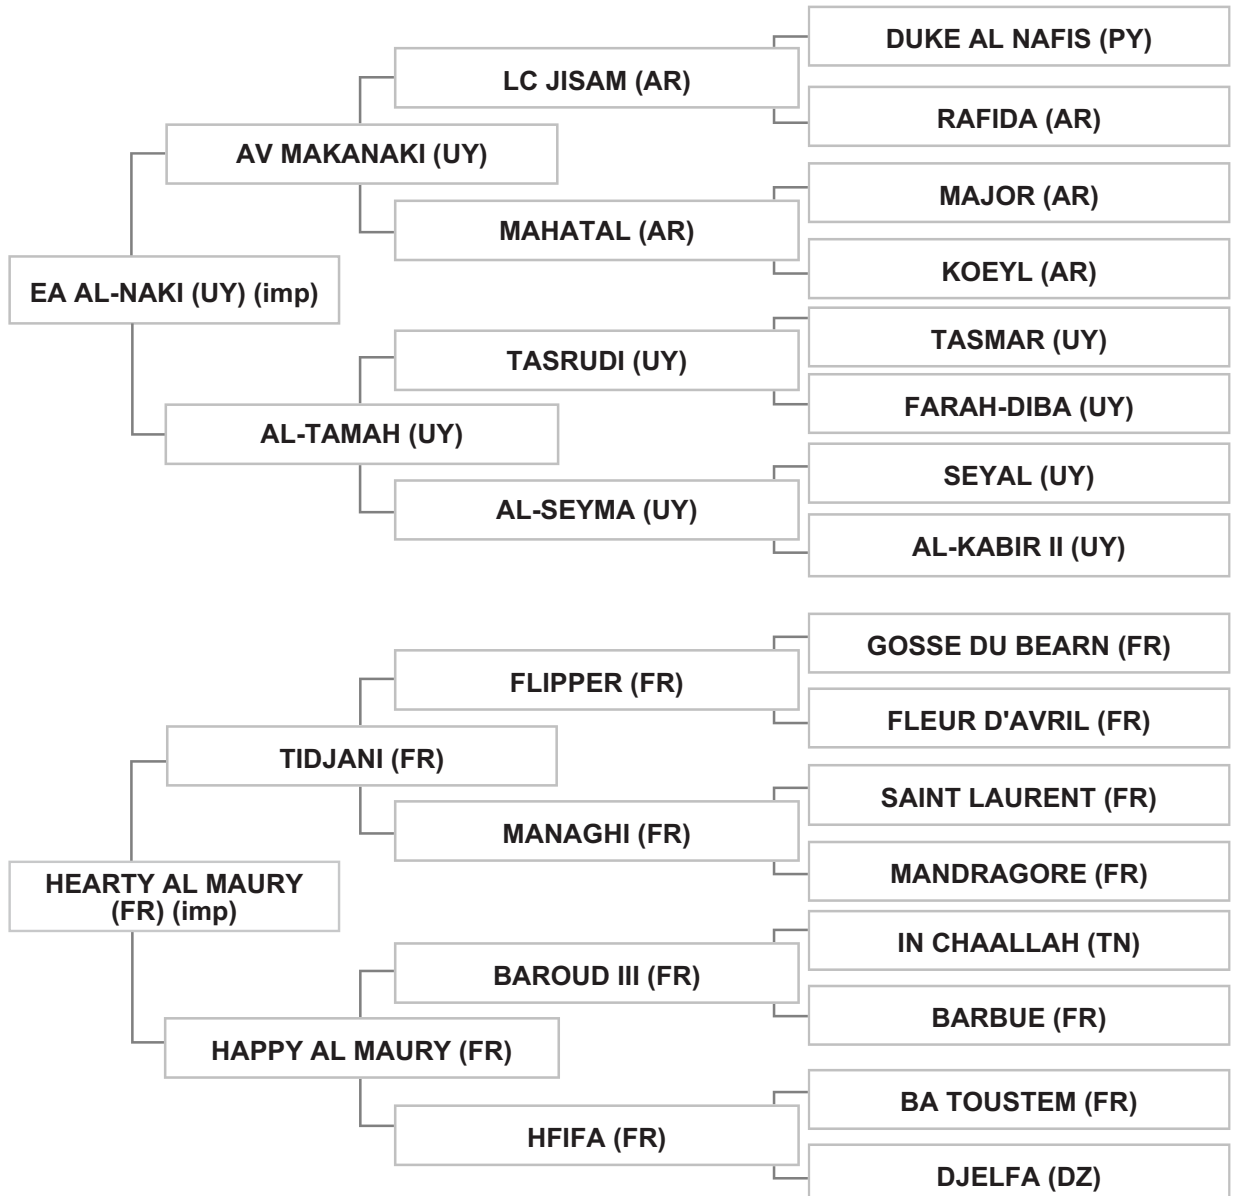 DUKE AL NAFIS (PY)
LC JISAM (AR)
RAFIDA (AR)
AV MAKANAKI (UY)
MAJOR (AR)
MAHATAL (AR)
KOEYL (AR)
EA AL-NAKI (UY) (imp)
TASMAR (UY)
TASRUDI (UY)
FARAH-DIBA (UY)
AL-TAMAH (UY)
SEYAL (UY)
AL-SEYMA (UY)
AL-KABIR II (UY)
GOSSE DU BEARN (FR)
FLIPPER (FR)
FLEUR D'AVRIL (FR)
TIDJANI (FR)
SAINT LAURENT (FR)
MANAGHI (FR)
MANDRAGORE (FR)
HEARTY AL MAURY
(FR) (imp)
IN CHAALLAH (TN)
BAROUD III (FR)
BARBUE (FR)
HAPPY AL MAURY (FR)
BA TOUSTEM (FR)
HFIFA (FR)
DJELFA (DZ)